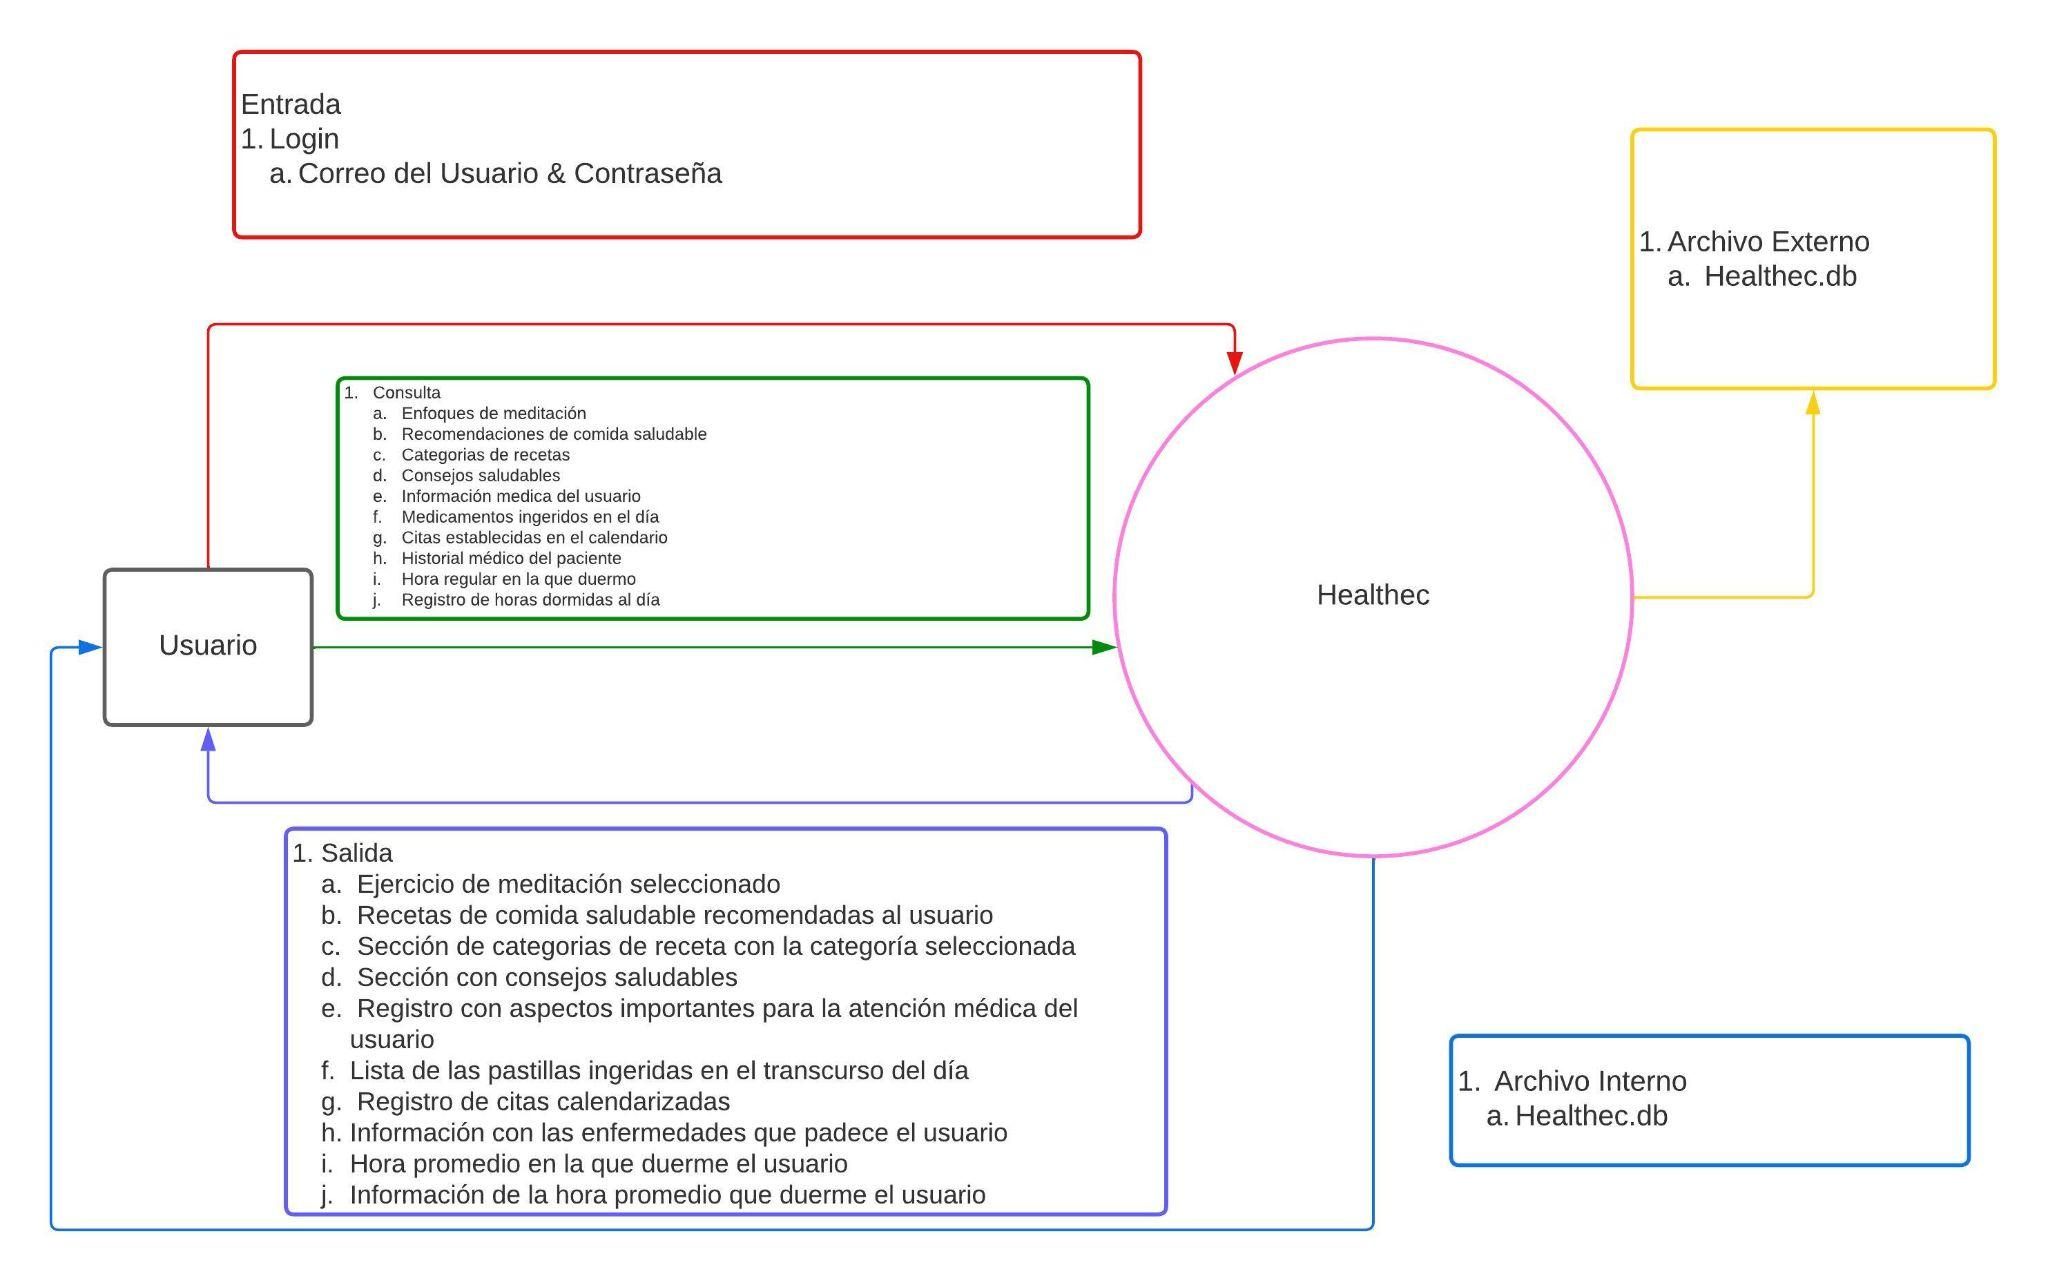 Entrada
1. Login
a. Correo del Usuario & Contraseña
1. Archivo Externo
a. Healthec.db
1. Consulta
a. Enfoques de meditación
b. Recomendaciones de comida saludable
c. Categorias de recetas
d. Consejos saludables
e. Información medica del usuario
f. Medicamentos ingeridos en el día
g. Citas establecidas en el calendario
h. Historial médico del paciente
i. Hora regular en la que duermo
j. Registro de horas dormidas al día
Usuario
Healthec
1. Salida
a. Ejercicio de meditación seleccionado
b. Recetas de comida saludable recomendadas al usuario
c. Sección de categorias de receta con la categoría seleccionada
d. Sección con consejos saludables
e. Registro con aspectos importantes para la atención médica del
usuario
f. Lista de las pastillas ingeridas en el transcurso del día
g. Registro de citas calendarizadas
h. Información con las enfermedades que padece el usuario
i. Hora promedio en la que duerme el usuario
j. Información de la hora promedio que duerme el usuario
1. Archivo Interno
a. Healthec.db